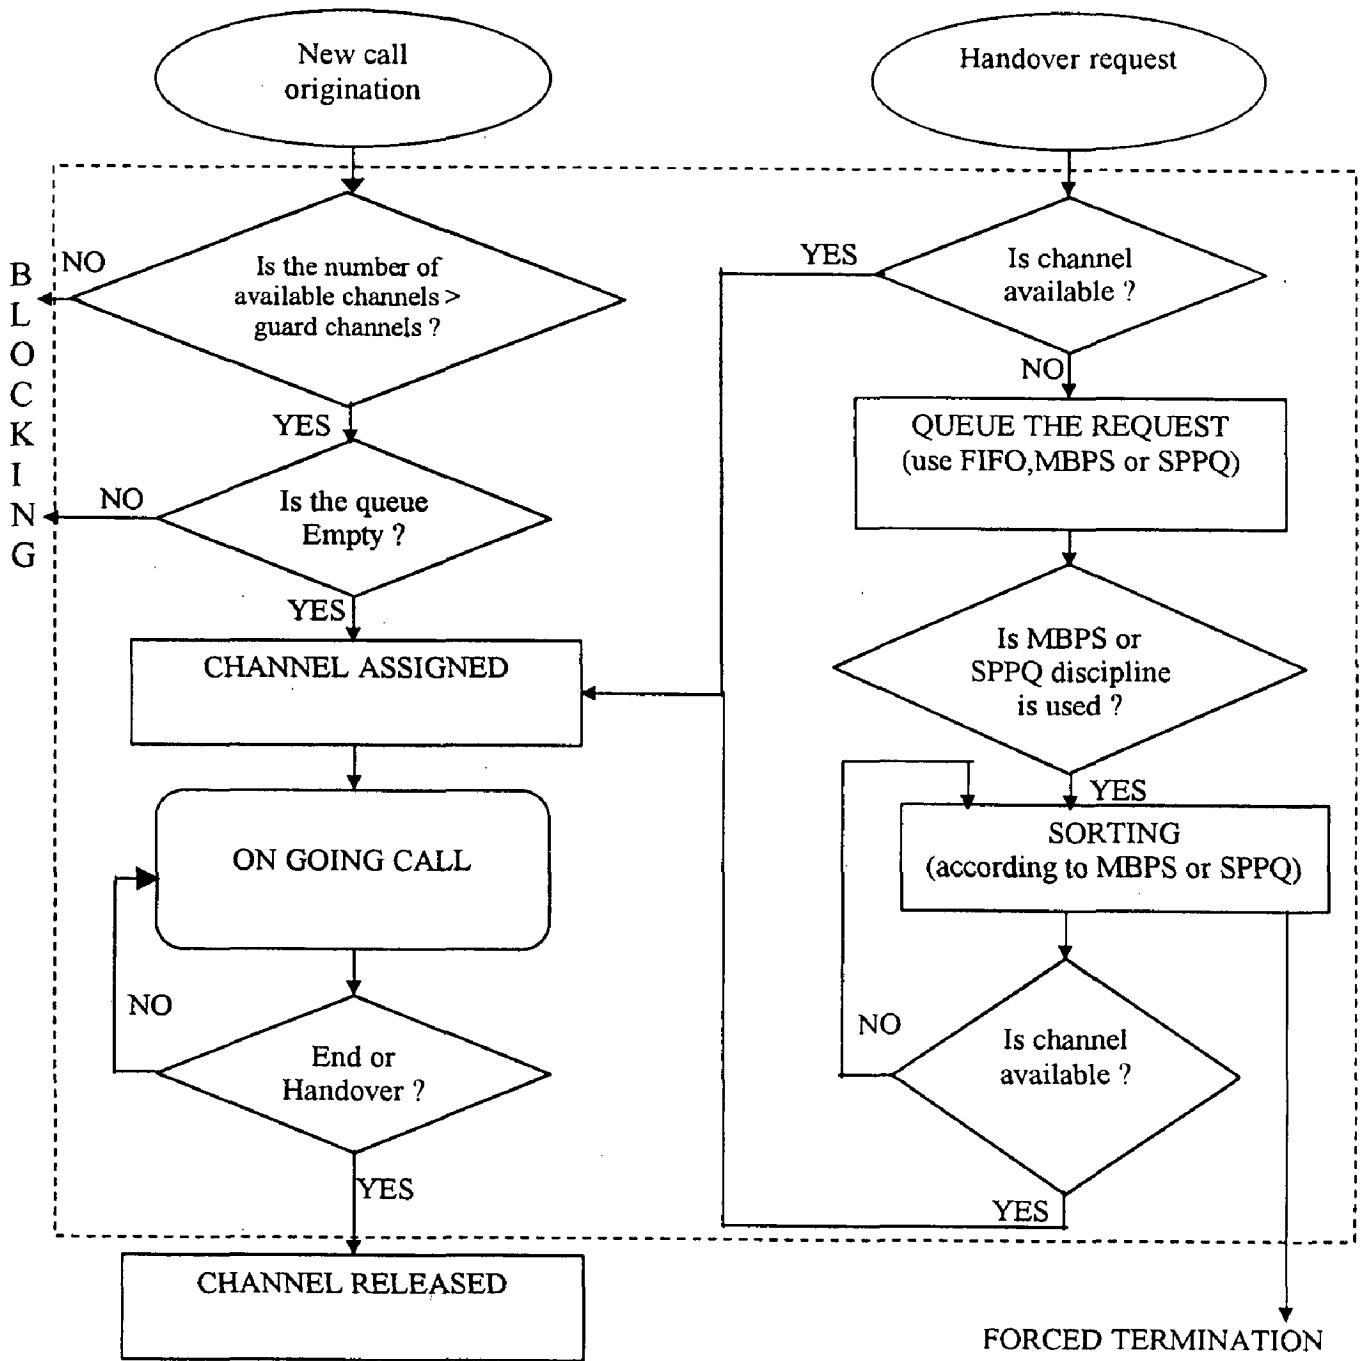 New call
origination
Is the number of
available channels >
guard channels ?
NO
YES
BLOCKING
Is the queue
Empty ?
NO
YES
CHANNEL ASSIGNED
ON GOING CALL
NO
End or
Handover ?
YES
CHANNEL RELEASED
Handover request
Is channel
available ?
YES
NO
QUEUE THE REQUEST
(use FIFO,MBPS or SPPQ)
Is MBPS or
SPPQ discipline
is used ?
YES
SORTING
(according to MBPS or SPPQ)
NO
Is channel
available ?
YES
FORCED TERMINATION